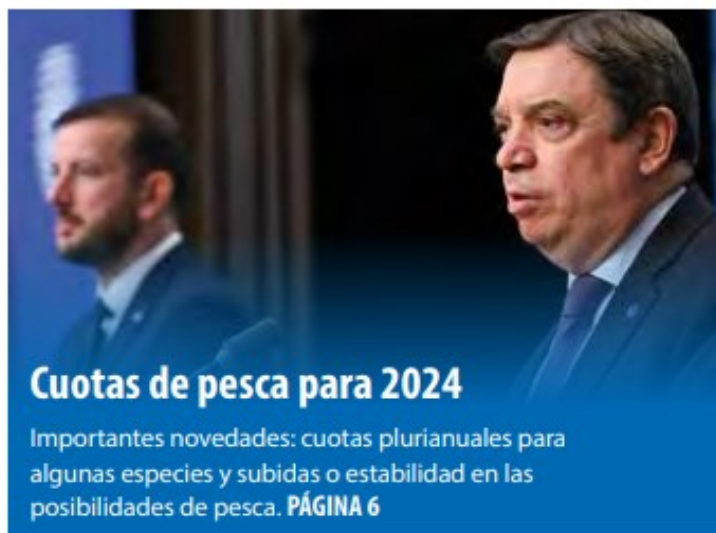 Cuotas de pesca para 2024
Importantes novedades: cuotas plurianuales para
algunas especies y subidas o estabilidad en las
posibilidades de pesca. PÁGINA 6